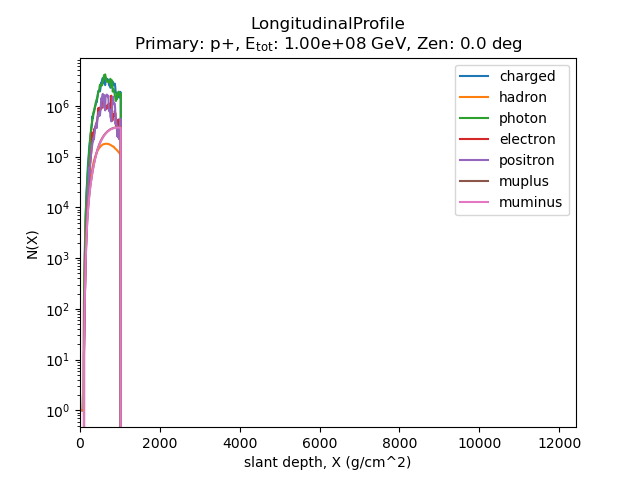 LongitudinalProfile
Primary: p+, E_tot: 1.00e+08 GeV, Zen: 0.0 deg
charged
hadron
photon
electron
positron
muplus
muminus
N(X)
10^6
10^5
10^4
10^3
10^2
10^1
10^0
0 2000 4000 6000 8000 10000 12000
slant depth, X (g/cm^2)